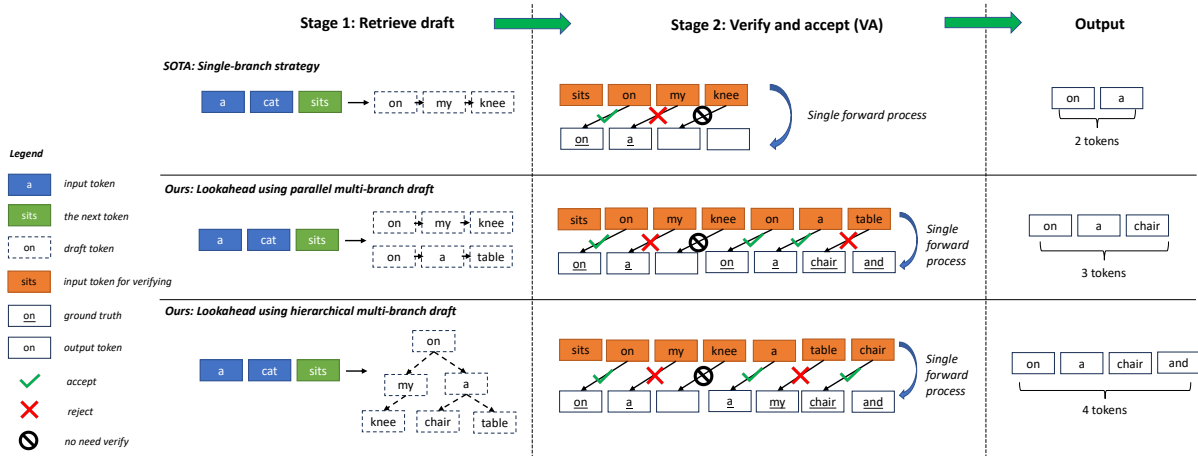 Stage 1: Retrieve draft
Stage 2: Verify and accept (VA)
Output
SOTA: Single-branch strategy
a cat sits on my knee
sits on my knee
on a
Single forward process
on a
2 tokens
Legend
a input token
sits the next token
on draft token
sits input token for verifying
on ground truth
on output token
accept
reject
no need verify
Ours: Lookahead using parallel multi-branch draft
a cat sits
on my knee
on a table
sits on my knee on a table
on a on a chair and
Single
forward
process
on a chair
3 tokens
Ours: Lookahead using hierarchical multi-branch draft
a cat sits
on
my a
knee chair table
sits on my knee a table chair
on a a my chair and
Single
forward
process
on a chair and
4 tokens